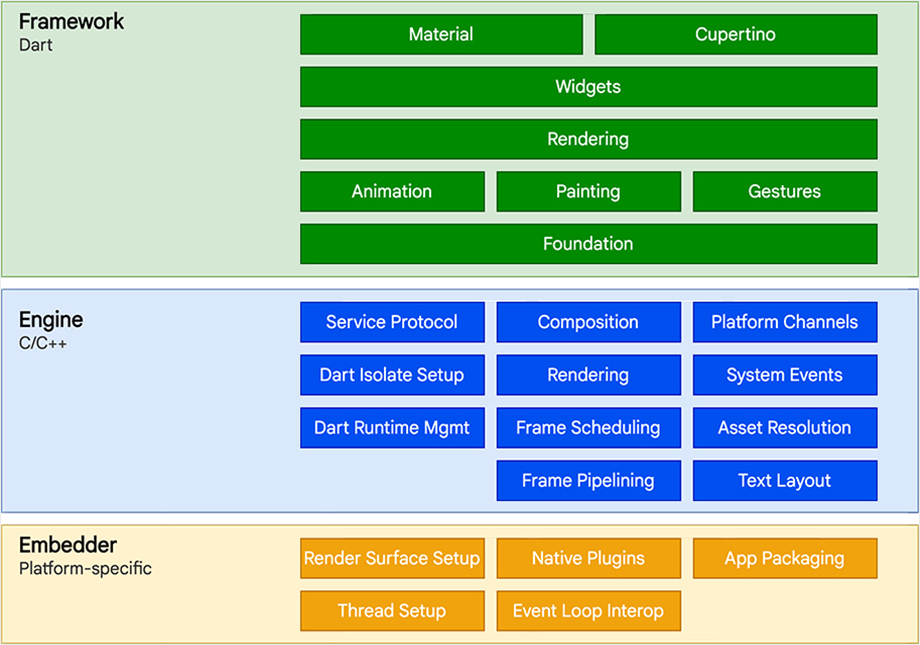 Framework
Dart
Material
Cupertino
Widgets
Rendering
Animation
Painting
Gestures
Foundation
Engine
C/C++
Service Protocol
Composition
Platform Channels
Dart Isolate Setup
Rendering
System Events
Dart Runtime Mgmt
Frame Scheduling
Asset Resolution
Frame Pipelining
Text Layout
Embedder
Platform-specific
Render Surface Setup
Native Plugins
App Packaging
Thread Setup
Event Loop Interop